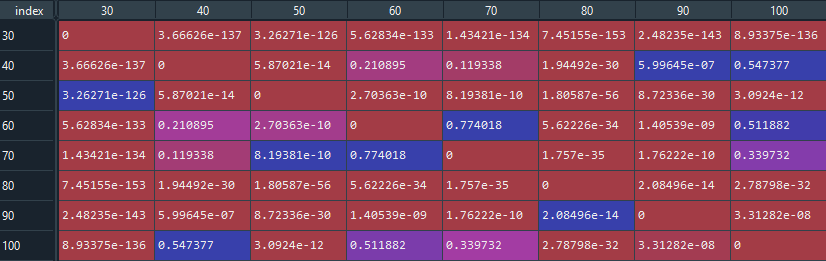 index 30 40 50 60 70 80 90 100
30 0 3.66626e-137 3.26271e-126 5.62834e-133 1.43421e-134 7.45155e-153 2.48235e-143 8.93375e-136
40 3.66626e-137 0 5.87021e-14 0.210895 0.119338 1.94492e-30 5.99645e-07 0.547377
50 3.26271e-126 5.87021e-14 0 2.70363e-10 8.19381e-10 1.80587e-56 8.72336e-30 3.0924e-12
60 5.62834e-133 0.210895 2.70363e-10 0 0.774018 5.62226e-34 1.40539e-09 0.511882
70 1.43421e-134 0.119338 8.19381e-10 0.774018 0 1.757e-35 1.76222e-10 0.339732
80 7.45155e-153 1.94492e-30 1.80587e-56 5.62226e-34 1.757e-35 0 2.08496e-14 2.78798e-32
90 2.48235e-143 5.99645e-07 8.72336e-30 1.40539e-09 1.76222e-10 2.08496e-14 0 3.31282e-08
100 8.93375e-136 0.547377 3.0924e-12 0.511882 0.339732 2.78798e-32 3.31282e-08 0